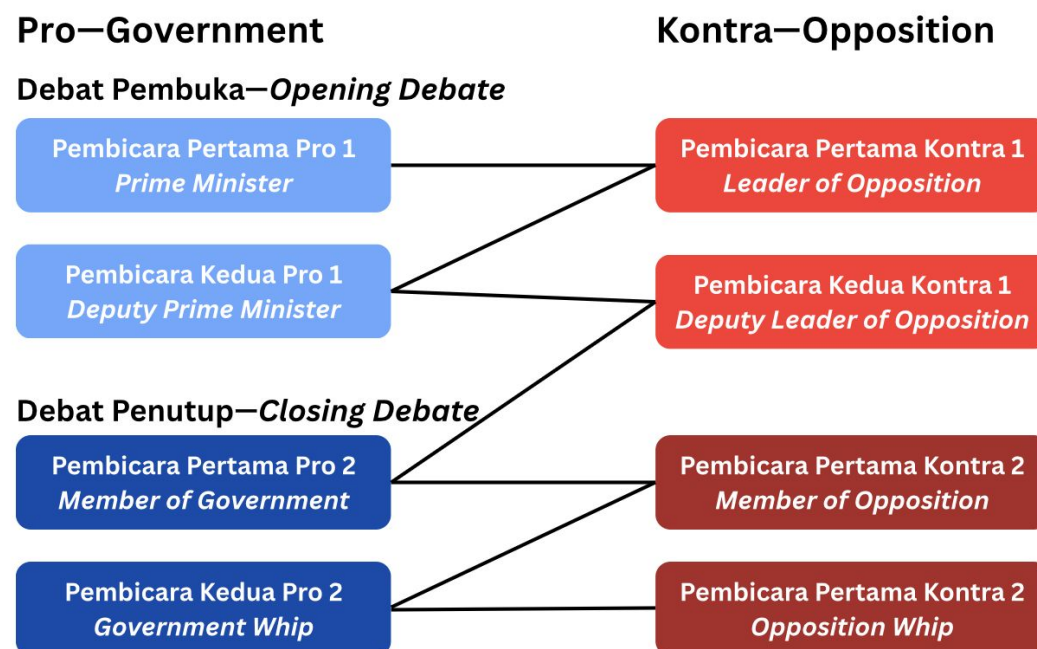 Pro—Government
Kontra—Opposition
Debat Pembuka—Opening Debate
Pembicara Pertama Pro 1
Prime Minister
Pembicara Pertama Kontra 1
Leader of Opposition
Pembicara Kedua Pro 1
Deputy Prime Minister
Pembicara Kedua Kontra 1
Deputy Leader of Opposition
Debat Penutup—Closing Debate
Pembicara Pertama Pro 2
Member of Government
Pembicara Pertama Kontra 2
Member of Opposition
Pembicara Kedua Pro 2
Government Whip
Pembicara Pertama Kontra 2
Opposition Whip